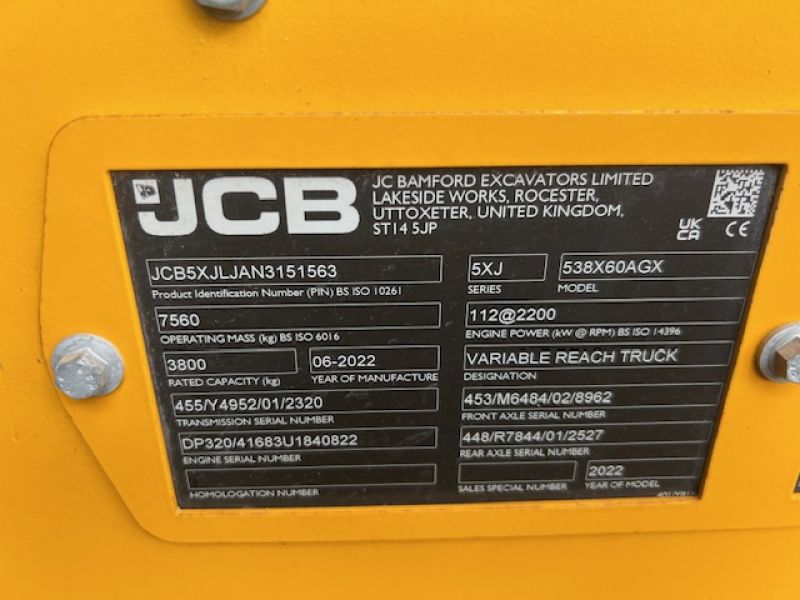 JCB
JC BAMFORD EXCAVATORS LIMITED
LAKESIDE WORKS, ROCESTER,
UTTOXETER, UNITED KINGDOM,
ST14 5JP
UK
CA CE
JCB5XJLJAN3151563 5XJ 538X60AGX
Product Identification Number (PIN) BS ISO 10261 SERIES MODEL
7560 112@2200
OPERATING MASS (kg) BS ISO 6016 ENGINE POWER (kW @ RPM) BS ISO 14396
3800 06-2022 VARIABLE REACH TRUCK
RATED CAPACITY (kg) YEAR OF MANUFACTURE DESIGNATION
455/Y4952/01/2320 453/M6484/02/8962
TRANSMISSION SERIAL NUMBER FRONT AXLE SERIAL NUMBER
DP320/41683U1840822 448/R7844/01/2527
ENGINE SERIAL NUMBER REAR AXLE SERIAL NUMBER
2022
HOMOLOGATION NUMBER SALES SPECIAL NUMBER YEAR OF MODEL